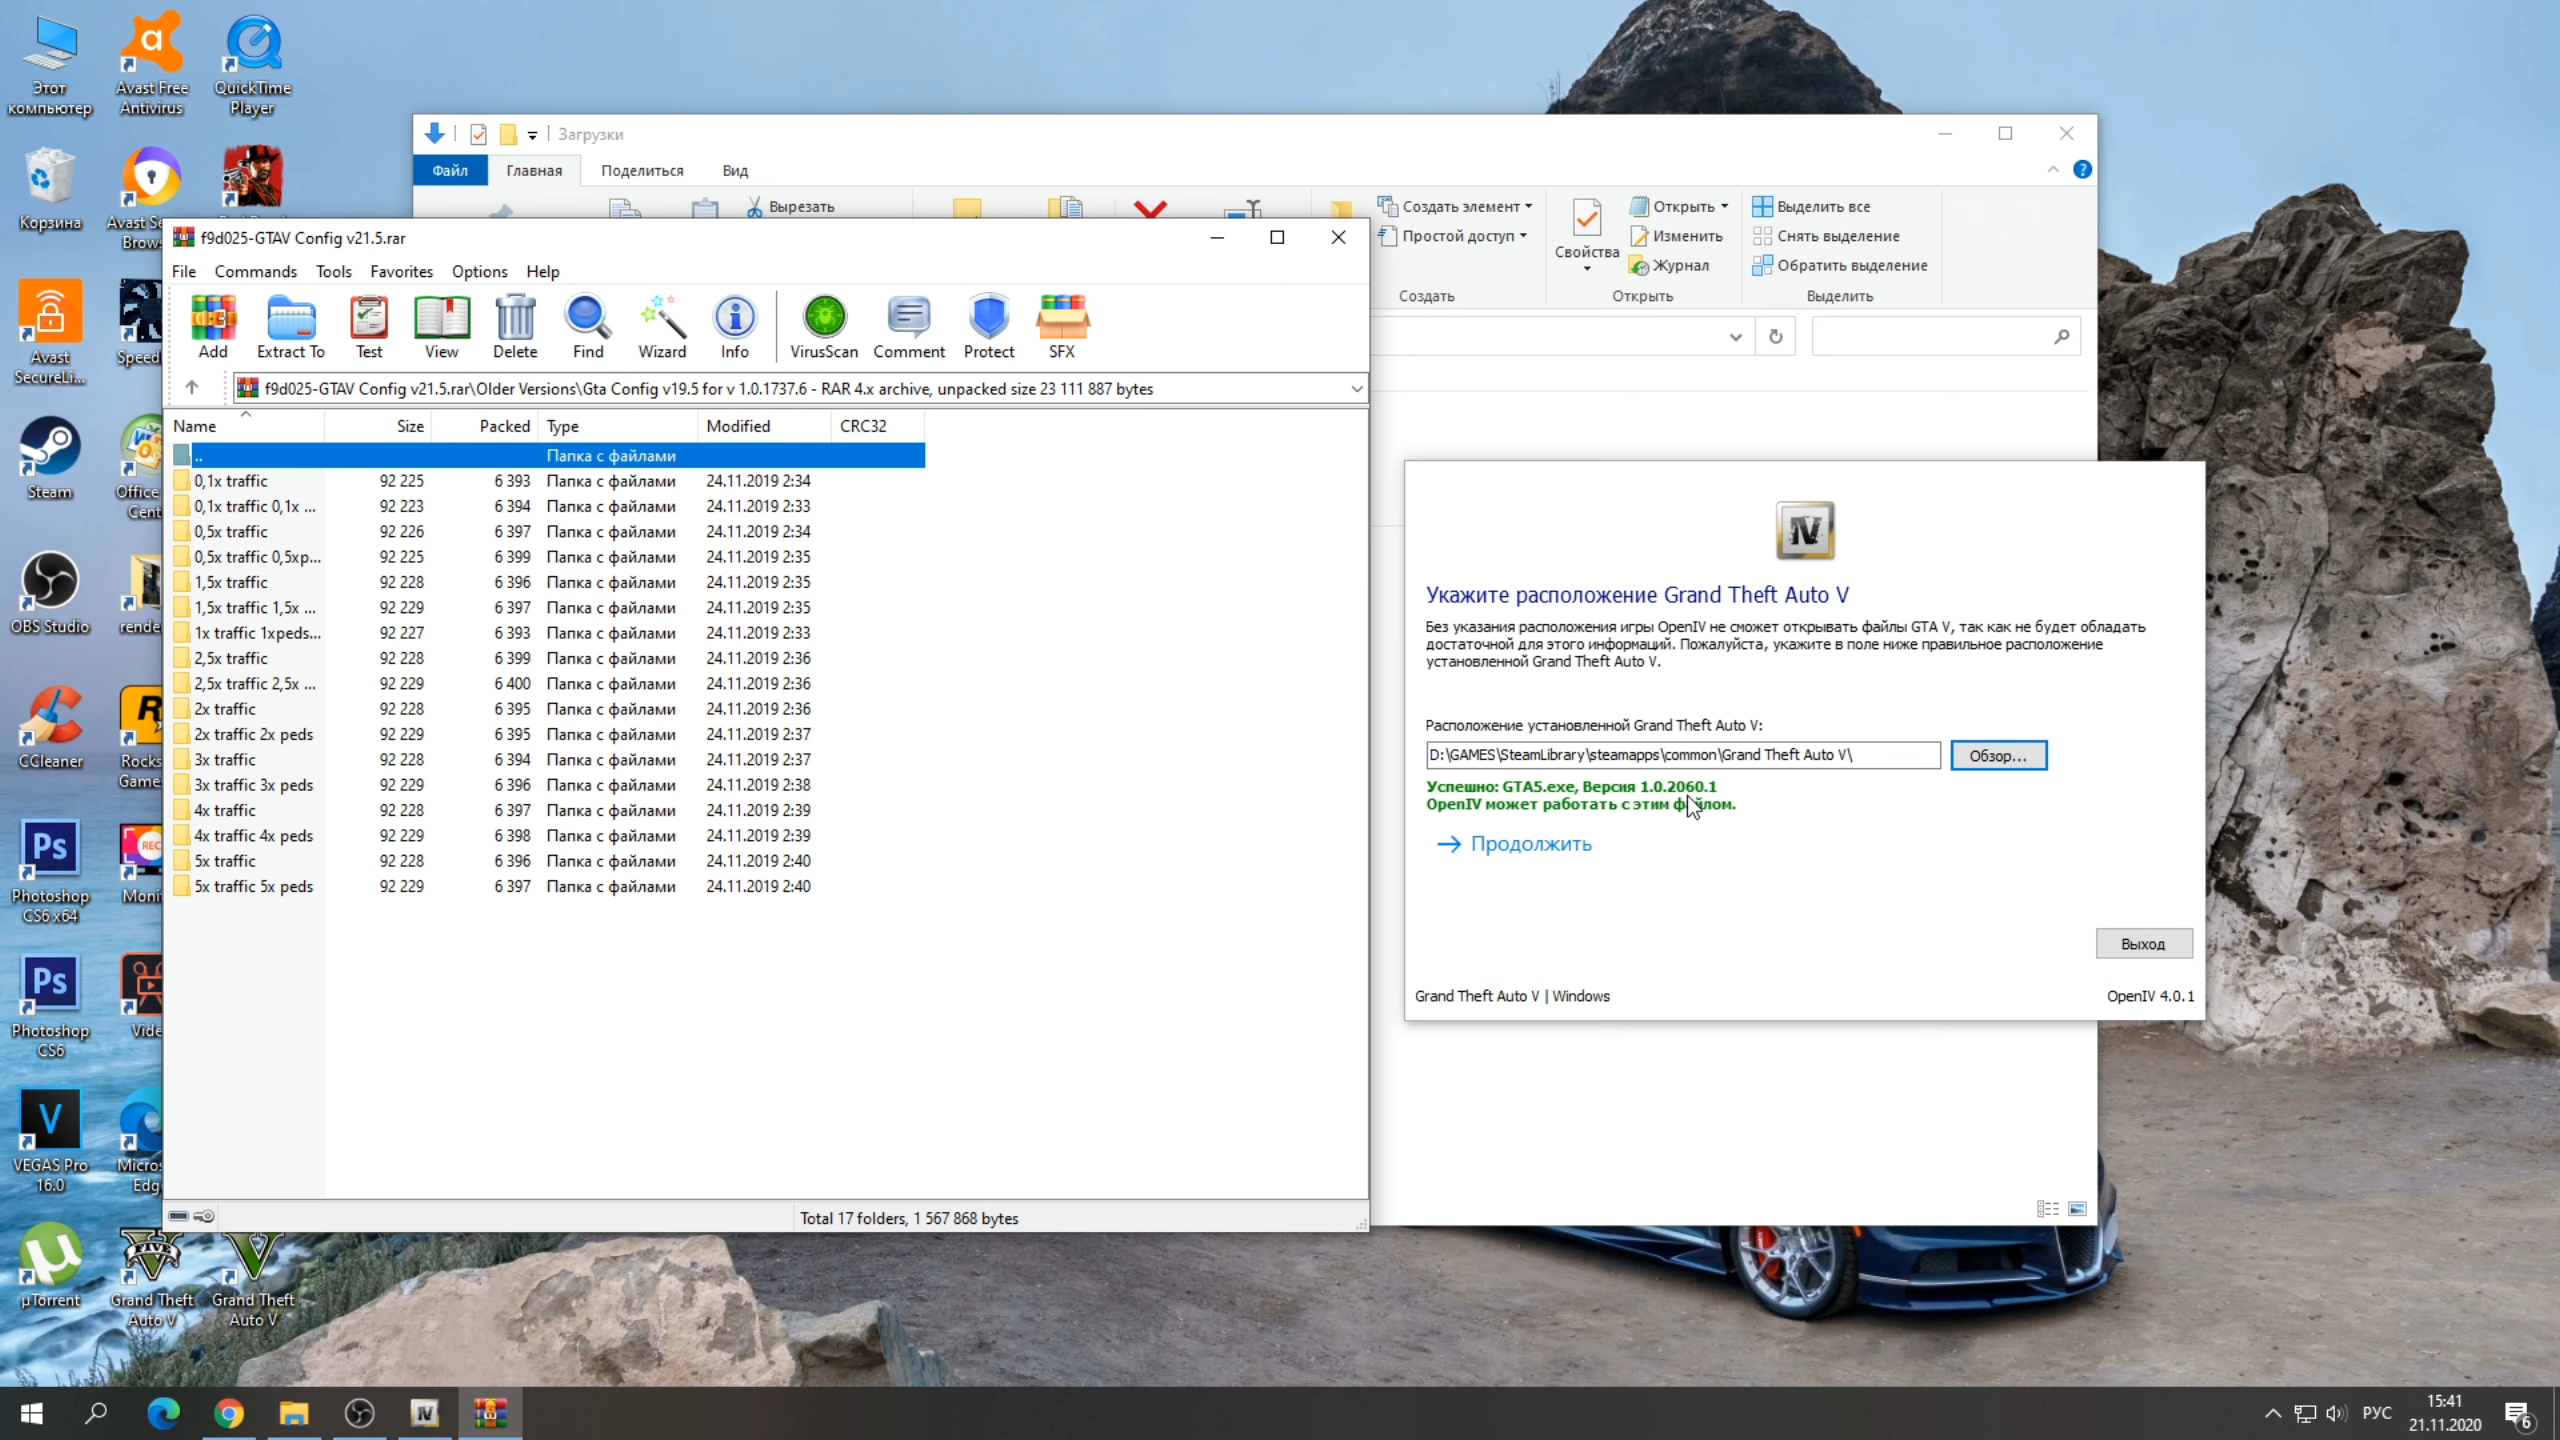 Этот
компьютер
Avast Free
Antivirus
QuickTime
Player
Корзина
Avast Se
Brow
Avast
SecureLi...
Speed
Steam
Office
Cent
OBS Studio
rende
CCleaner
Rocks
Game
Photoshop
CS6 x64
Moni
Photoshop
CS6
Vide
VEGAS Pro
16.0
Micros
Edg
µTorrent
Grand Theft
Auto V
Grand Theft
Auto V
Загрузки
Файл Главная Поделиться Вид
Вырезать
Создать элемент
Простой доступ
Создать
Свойства
Открыть
Изменить
Журнал
Открыть
Выделить все
Снять выделение
Обратить выделение
Выделить
f9d025-GTAV Config v21.5.rar
File Commands Tools Favorites Options Help
Add Extract To Test View Delete Find Wizard Info VirusScan Comment Protect SFX
f9d025-GTAV Config v21.5.rar\Older Versions\Gta Config v19.5 for v 1.0.1737.6 - RAR 4.x archive, unpacked size 23 111 887 bytes
Name Size Packed Type Modified CRC32
.. Папка с файлами
0,1x traffic 92 225 6 393 Папка с файлами 24.11.2019 2:34
0,1x traffic 0,1x ... 92 223 6 394 Папка с файлами 24.11.2019 2:33
0,5x traffic 92 226 6 397 Папка с файлами 24.11.2019 2:34
0,5x traffic 0,5xp... 92 225 6 399 Папка с файлами 24.11.2019 2:35
1,5x traffic 92 228 6 396 Папка с файлами 24.11.2019 2:35
1,5x traffic 1,5x ... 92 229 6 397 Папка с файлами 24.11.2019 2:35
1x traffic 1xpeds... 92 227 6 393 Папка с файлами 24.11.2019 2:33
2,5x traffic 92 228 6 399 Папка с файлами 24.11.2019 2:36
2,5x traffic 2,5x ... 92 229 6 400 Папка с файлами 24.11.2019 2:36
2x traffic 92 228 6 395 Папка с файлами 24.11.2019 2:36
2x traffic 2x peds 92 229 6 395 Папка с файлами 24.11.2019 2:37
3x traffic 92 228 6 394 Папка с файлами 24.11.2019 2:37
3x traffic 3x peds 92 229 6 396 Папка с файлами 24.11.2019 2:38
4x traffic 92 228 6 397 Папка с файлами 24.11.2019 2:39
4x traffic 4x peds 92 229 6 398 Папка с файлами 24.11.2019 2:39
5x traffic 92 228 6 396 Папка с файлами 24.11.2019 2:40
5x traffic 5x peds 92 229 6 397 Папка с файлами 24.11.2019 2:40
Total 17 folders, 1 567 868 bytes
Укажите расположение Grand Theft Auto V
Без указания расположения игры OpenIV не сможет открывать файлы GTA V, так как не будет обладать
достаточной для этого информаций. Пожалуйста, укажите в поле ниже правильное расположение
установленной Grand Theft Auto V.
Расположение установленной Grand Theft Auto V:
D:\GAMES\SteamLibrary\steamapps\common\Grand Theft Auto V\
Обзор...
Успешно: GTA5.exe, Версия 1.0.2060.1
OpenIV может работать с этим файлом.
Продолжить
Выход
Grand Theft Auto V | Windows
OpenIV 4.0.1
РУС
15:41
21.11.2020
6